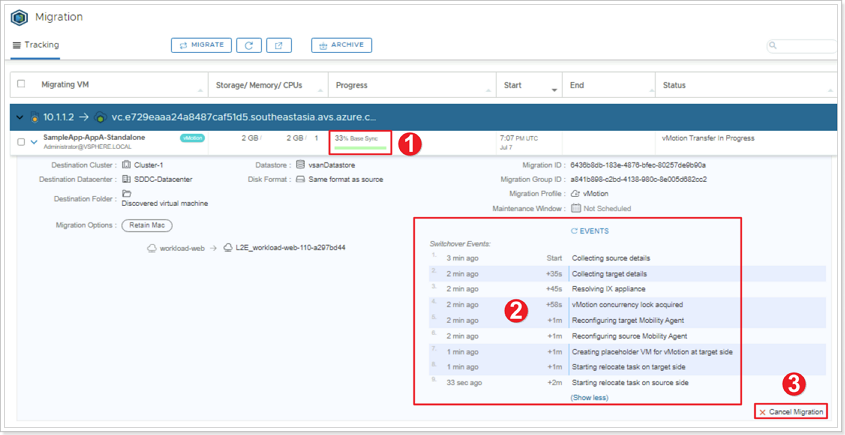 Migration
Tracking
MIGRATE
ARCHIVE
Migrating VM Storage/ Memory/ CPUs Progress Start End Status
10.1.1.2 → vc.e729eaaa24a8487caf51d5.southeastasia.avs.azure.c...
SampleApp-AppA-Standalone vMotion 2 GB / 2 GB / 1 33% Base Sync 7:07 PM UTC vMotion Transfer In Progress
Administrator@VSPHERE.LOCAL Jul 7
1
Destination Cluster : Cluster-1 Datastore : vsanDatastore Migration ID : 6436b8db-183e-4876-bfec-80257de9b90a
Destination Datacenter : SDDC-Datacenter Disk Format : Same format as source Migration Group ID : a841b898-c2bd-4138-980c-8e005d682cc2
Destination Folder : Migration Profile : vMotion
Discovered virtual machine Maintenance Window : Not Scheduled
Migration Options : Retain Mac
workload-web → L2E_workload-web-110-a297bd44
EVENTS
Switchover Events:
1. 3 min ago Start Collecting source details
2. 2 min ago +35s Collecting target details
3. 2 min ago +45s Resolving IX appliance
4. 2 min ago +58s vMotion concurrency lock acquired
5. 2 min ago +1m Reconfiguring target Mobility Agent
6. 2 min ago +1m Reconfiguring source Mobility Agent
7. 1 min ago +1m Creating placeholder VM for vMotion at target side
8. 1 min ago +1m Starting relocate task on target side
9. 33 sec ago +2m Starting relocate task on source side
(Show less)
2
3
Cancel Migration